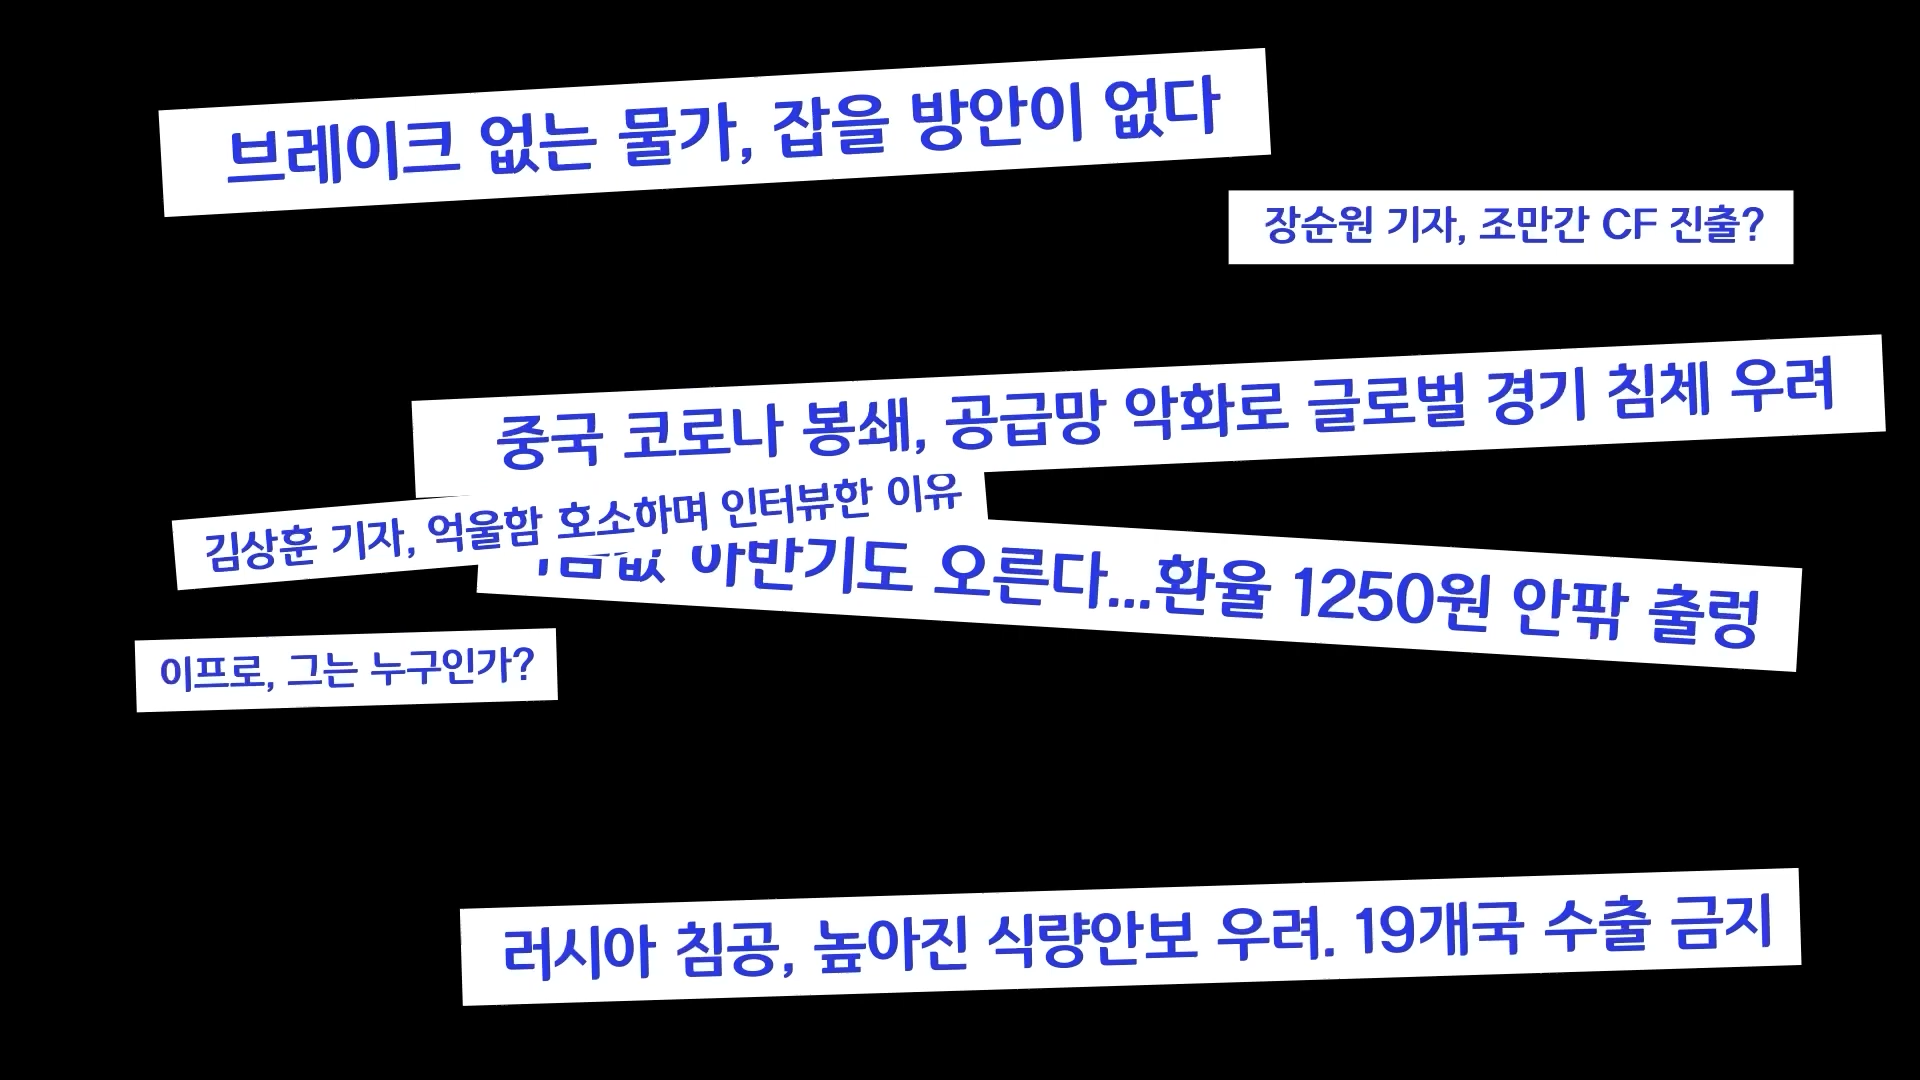 브레이크 없는 물가, 잡을 방안이 없다
장순원 기자, 조만간 CF 진출?
중국 코로나 봉쇄, 공급망 악화로 글로벌 경기 침체 우려
김상훈 기자, 억울함 호소하며 인터뷰한 이유
오른다...환율 1250원 안팎 출렁
이프로, 그는 누구인가?
러시아 침공, 높아진 식량안보 우려. 19개국 수출 금지